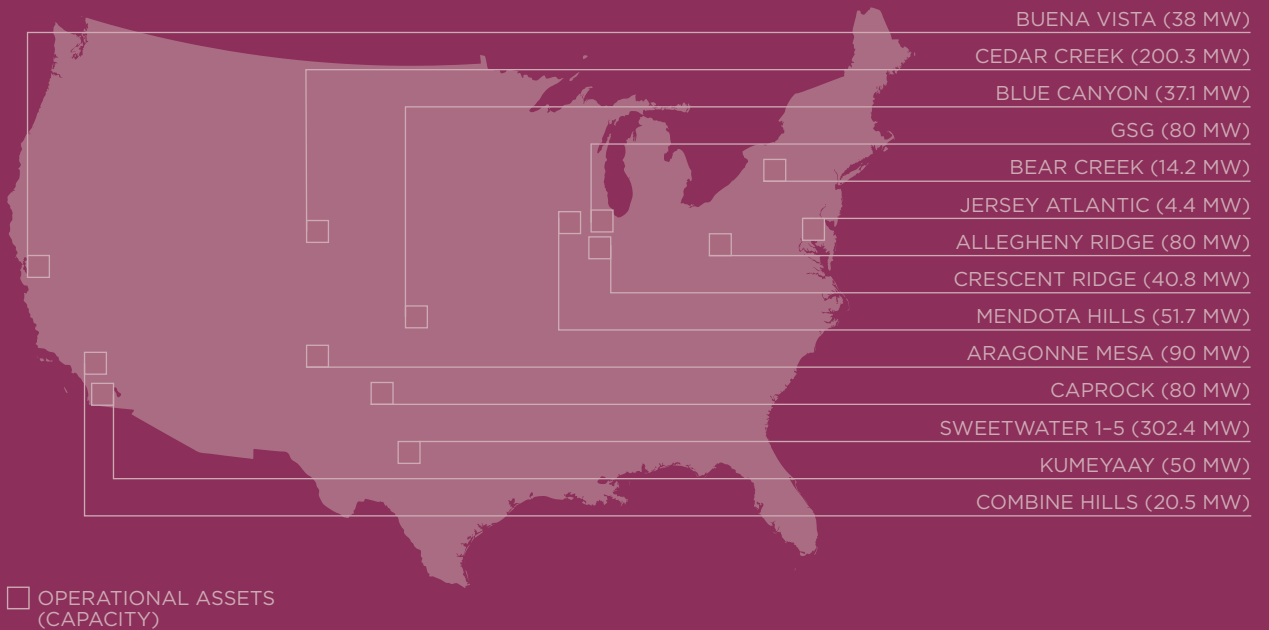 BUENA VISTA (38 MW)
CEDAR CREEK (200.3 MW)
BLUE CANYON (37.1 MW)
GSG (80 MW)
BEAR CREEK (14.2 MW)
JERSEY ATLANTIC (4.4 MW)
ALLEGHENY RIDGE (80 MW)
CRESCENT RIDGE (40.8 MW)
MENDOTA HILLS (51.7 MW)
ARAGONNE MESA (90 MW)
CAPROCK (80 MW)
SWEETWATER 1–5 (302.4 MW)
KUMEYAAY (50 MW)
COMBINE HILLS (20.5 MW)
OPERATIONAL ASSETS
(CAPACITY)